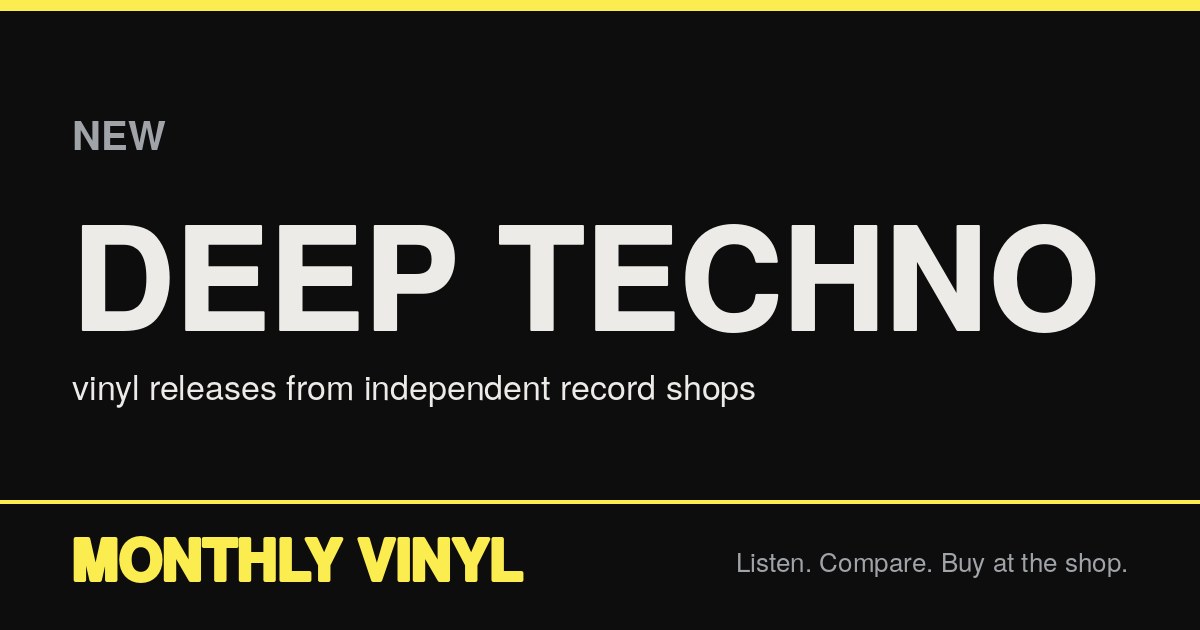 NEW
DEEP TECHNO
vinyl releases from independent record shops
MONTHLY VINYL
Listen. Compare. Buy at the shop.